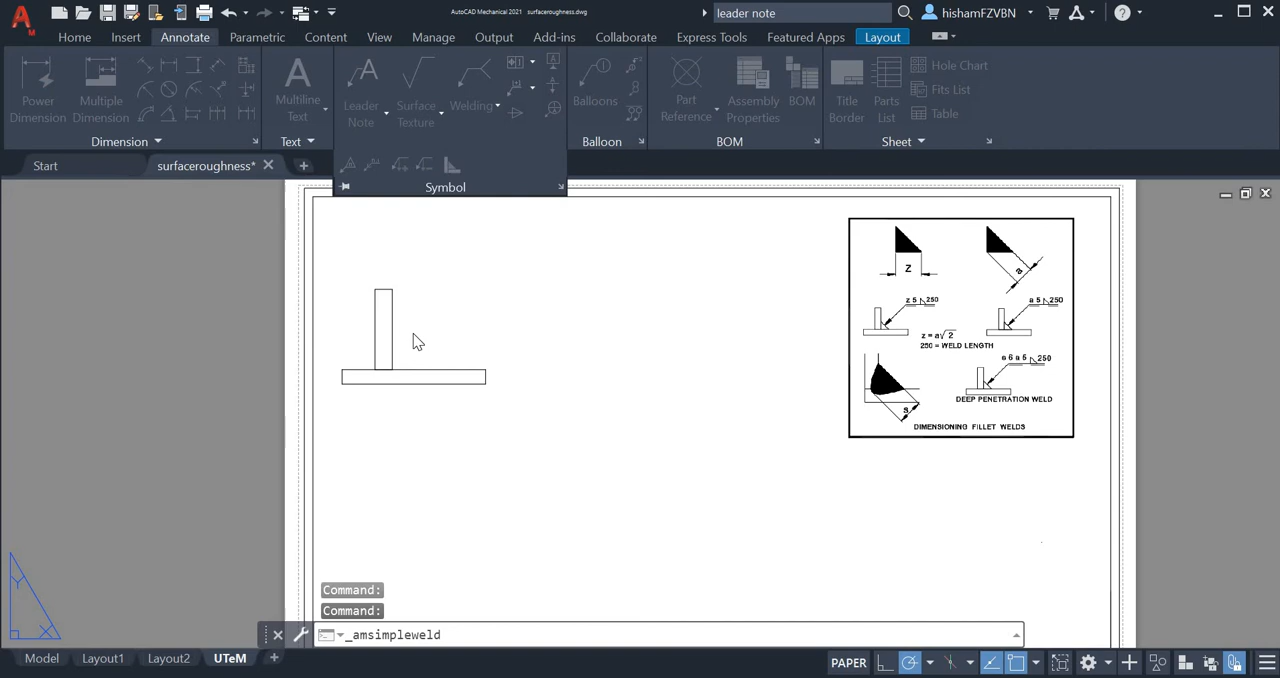 AutoCAD Mechanical 2021 surfaceroughness.dwg
leader note
hishamFZVBN
Home Insert Annotate Parametric Content View Manage Output Add-ins Collaborate Express Tools Featured Apps Layout
Power Dimension
Multiple Dimension
Multiline Text
Leader Note
Surface Texture
Welding
Balloons
Part Reference
Assembly Properties
BOM
Title Border
Parts List
Hole Chart
Fits List
Table
Dimension
Text
Symbol
Balloon
BOM
Sheet
Start
surfaceroughness*
z
a
z 5 250
a 5 250
z = a√2
250 = WELD LENGTH
a 6 a 5 250
s
DEEP PENETRATION WELD
DIMENSIONING FILLET WELDS
Command:
Command:
_amsimpleweld
Y
X
Model Layout1 Layout2 UTeM
PAPER